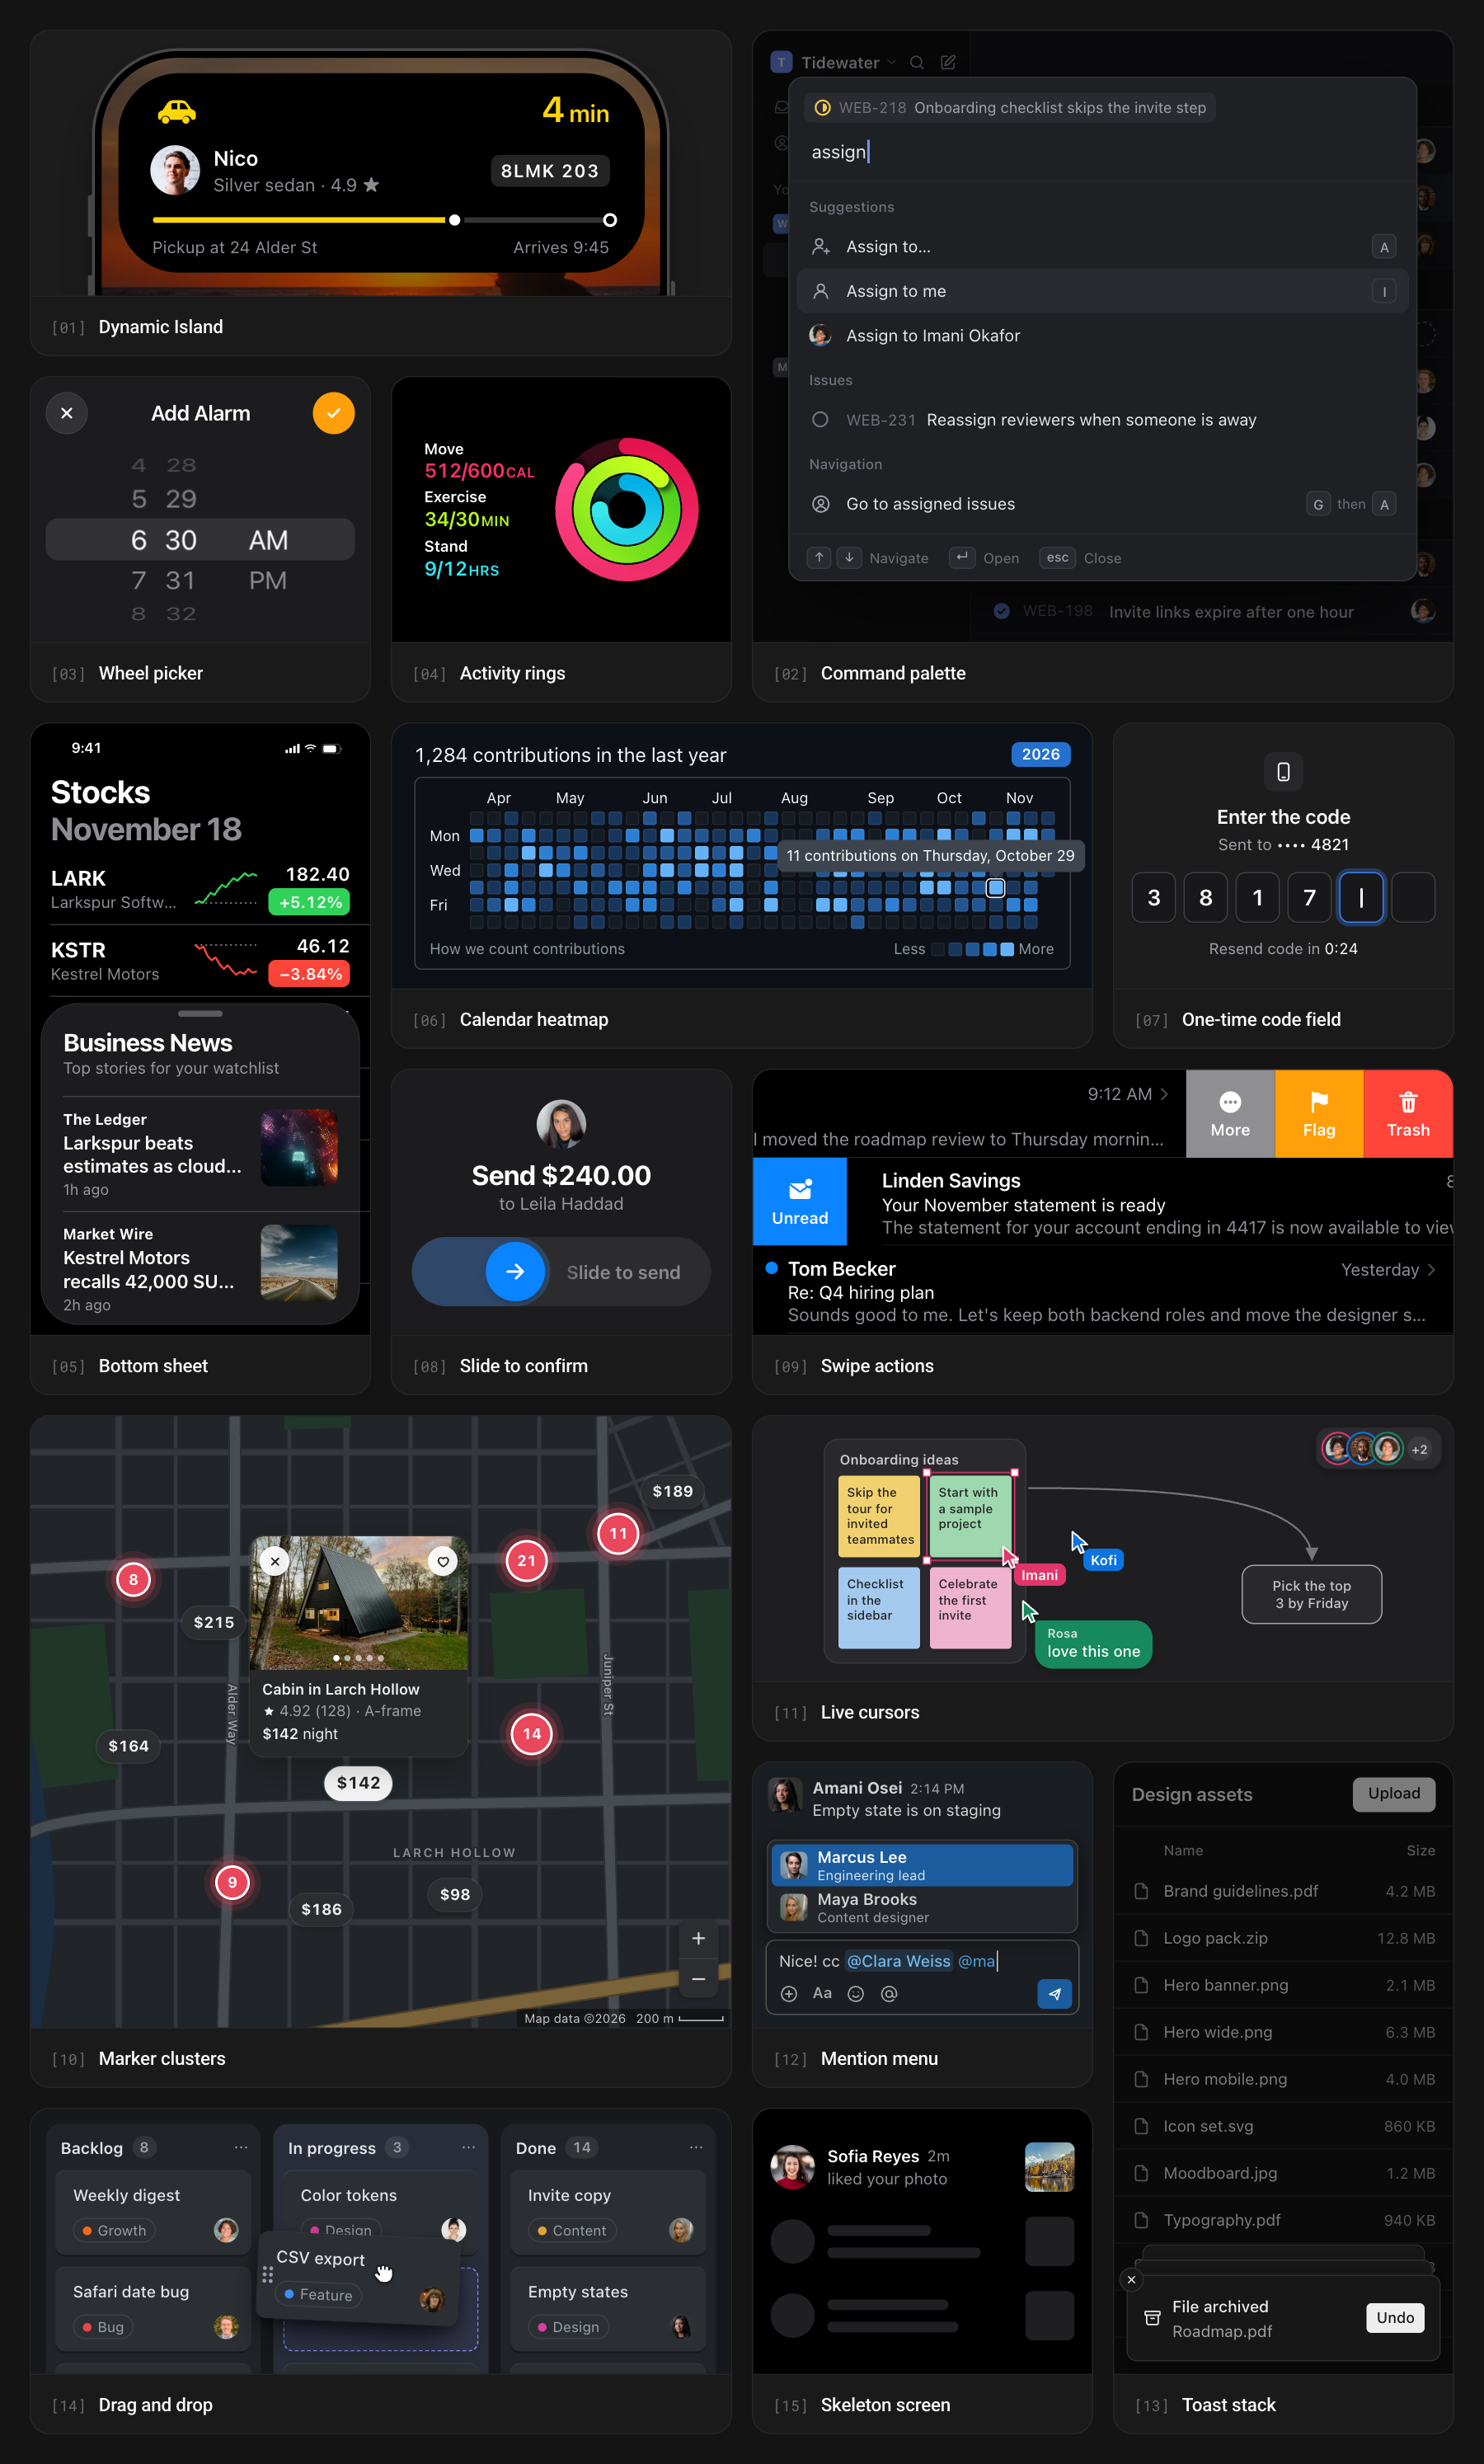 4 min
Nico
Silver sedan · 4.9 ★
8LMK 203
Pickup at 24 Alder St
Arrives 9:45
[01] Dynamic Island
T Tidewater
WEB-218 Onboarding checklist skips the invite step
assign
Suggestions
Assign to...
A
Assign to me
I
Assign to Imani Okafor
Issues
WEB-231 Reassign reviewers when someone is away
Navigation
Go to assigned issues
G then A
↑ ↓ Navigate
↵ Open
esc Close
WEB-198 Invite links expire after one hour
[02] Command palette
Add Alarm
4 28
5 29
6 30 AM
7 31 PM
8 32
[03] Wheel picker
Move
512/600CAL
Exercise
34/30MIN
Stand
9/12HRS
[04] Activity rings
9:41
Stocks
November 18
LARK
Larkspur Softw...
182.40
+5.12%
KSTR
Kestrel Motors
46.12
−3.84%
Business News
Top stories for your watchlist
The Ledger
Larkspur beats
estimates as cloud...
1h ago
Market Wire
Kestrel Motors
recalls 42,000 SU...
2h ago
[05] Bottom sheet
1,284 contributions in the last year
2026
Apr May Jun Jul Aug Sep Oct Nov
Mon
Wed
Fri
11 contributions on Thursday, October 29
How we count contributions
Less
More
[06] Calendar heatmap
Enter the code
Sent to •••• 4821
3 8 1 7
Resend code in 0:24
[07] One-time code field
Send $240.00
to Leila Haddad
Slide to send
[08] Slide to confirm
9:12 AM
I moved the roadmap review to Thursday mornin...
More
Flag
Trash
Unread
Linden Savings
8
Your November statement is ready
The statement for your account ending in 4417 is now available to view
Tom Becker
Yesterday
Re: Q4 hiring plan
Sounds good to me. Let's keep both backend roles and move the designer s...
[09] Swipe actions
$189
11
21
8
$215
Cabin in Larch Hollow
★ 4.92 (128) · A-frame
$142 night
Alder Way
Juniper St
14
$164
$142
LARCH HOLLOW
9
$98
$186
+
−
Map data ©2026 200 m
[10] Marker clusters
Onboarding ideas
Skip the
tour for
invited
teammates
Start with
a sample
project
Checklist
in the
sidebar
Celebrate
the first
invite
Imani
Kofi
Rosa
love this one
+2
Pick the top
3 by Friday
[11] Live cursors
Amani Osei 2:14 PM
Empty state is on staging
Marcus Lee
Engineering lead
Maya Brooks
Content designer
Nice! cc @Clara Weiss @ma
Aa
[12] Mention menu
Design assets
Upload
Name Size
Brand guidelines.pdf 4.2 MB
Logo pack.zip 12.8 MB
Hero banner.png 2.1 MB
Hero wide.png 6.3 MB
Hero mobile.png 4.0 MB
Icon set.svg 860 KB
Moodboard.jpg 1.2 MB
Typography.pdf 940 KB
File archived
Roadmap.pdf
Undo
[13] Toast stack
Backlog 8
Weekly digest
Growth
Safari date bug
Bug
In progress 3
Color tokens
Design
CSV export
Feature
Done 14
Invite copy
Content
Empty states
Design
[14] Drag and drop
Sofia Reyes 2m
liked your photo
[15] Skeleton screen